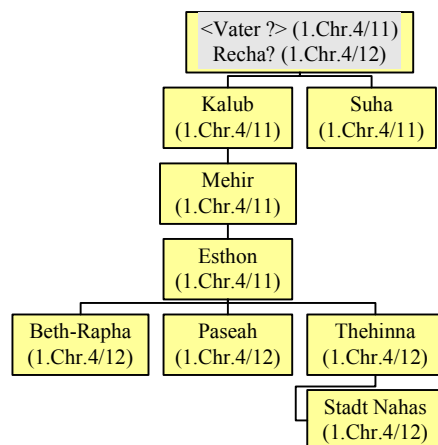 <Vater ?> (1.Chr.4/11)
Recha? (1.Chr.4/12)
Kalub
(1.Chr.4/11)
Suha
(1.Chr.4/11)
Mehir
(1.Chr.4/11)
Esthon
(1.Chr.4/11)
Beth-Rapha
(1.Chr.4/12)
Paseah
(1.Chr.4/12)
Thehinna
(1.Chr.4/12)
Stadt Nahas
(1.Chr.4/12)